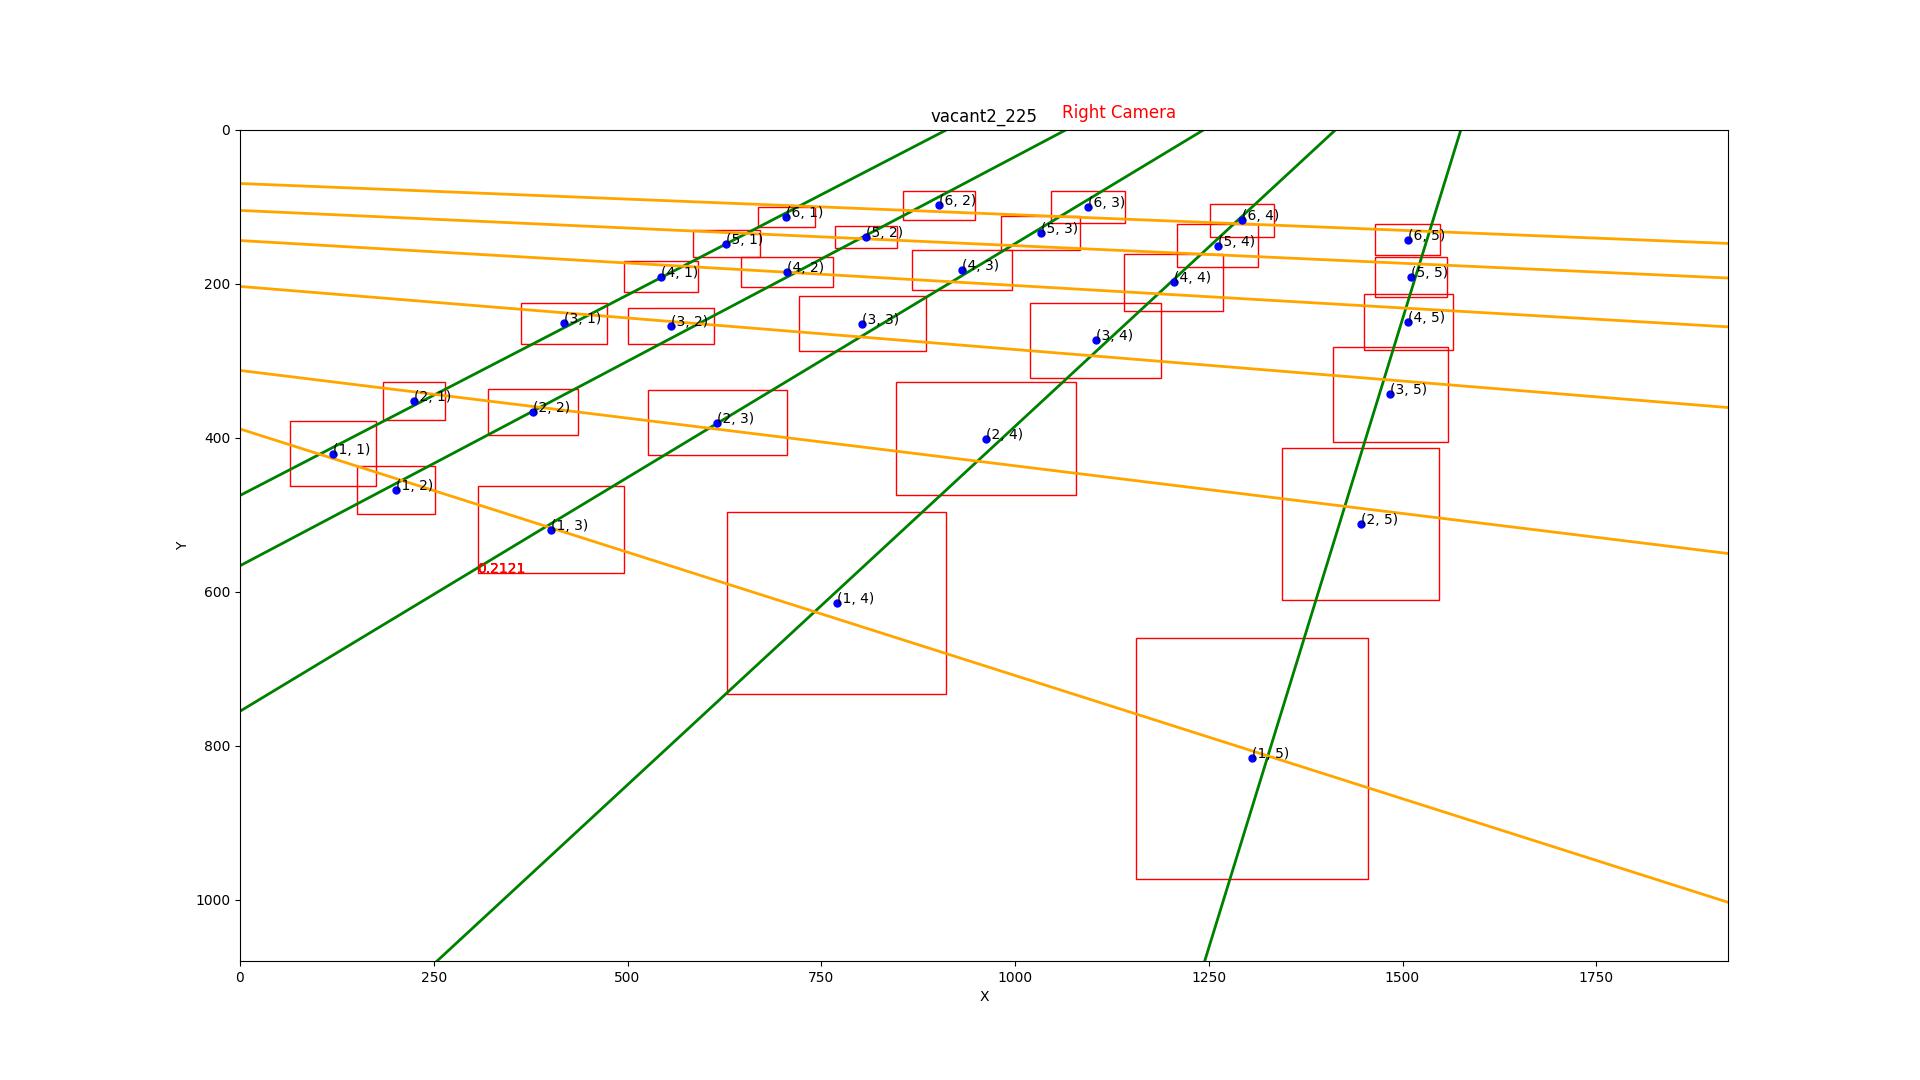 vacant2_225 Right Camera
0
(6, 1) (6, 2) (6, 3) (6, 4) (6, 5)
(5, 1) (5, 2) (5, 3) (5, 4) (5, 5)
200
(4, 1) (4, 2) (4, 3) (4, 4) (4, 5)
(3, 1) (3, 2) (3, 3) (3, 4) (3, 5)
400
(2, 1) (2, 2) (2, 3) (2, 4) (2, 5)
(1, 1) (1, 2) (1, 3) (1, 4) (1, 5)
0.2121
Y
600
800
1000
0 250 500 750 1000 1250 1500 1750
X